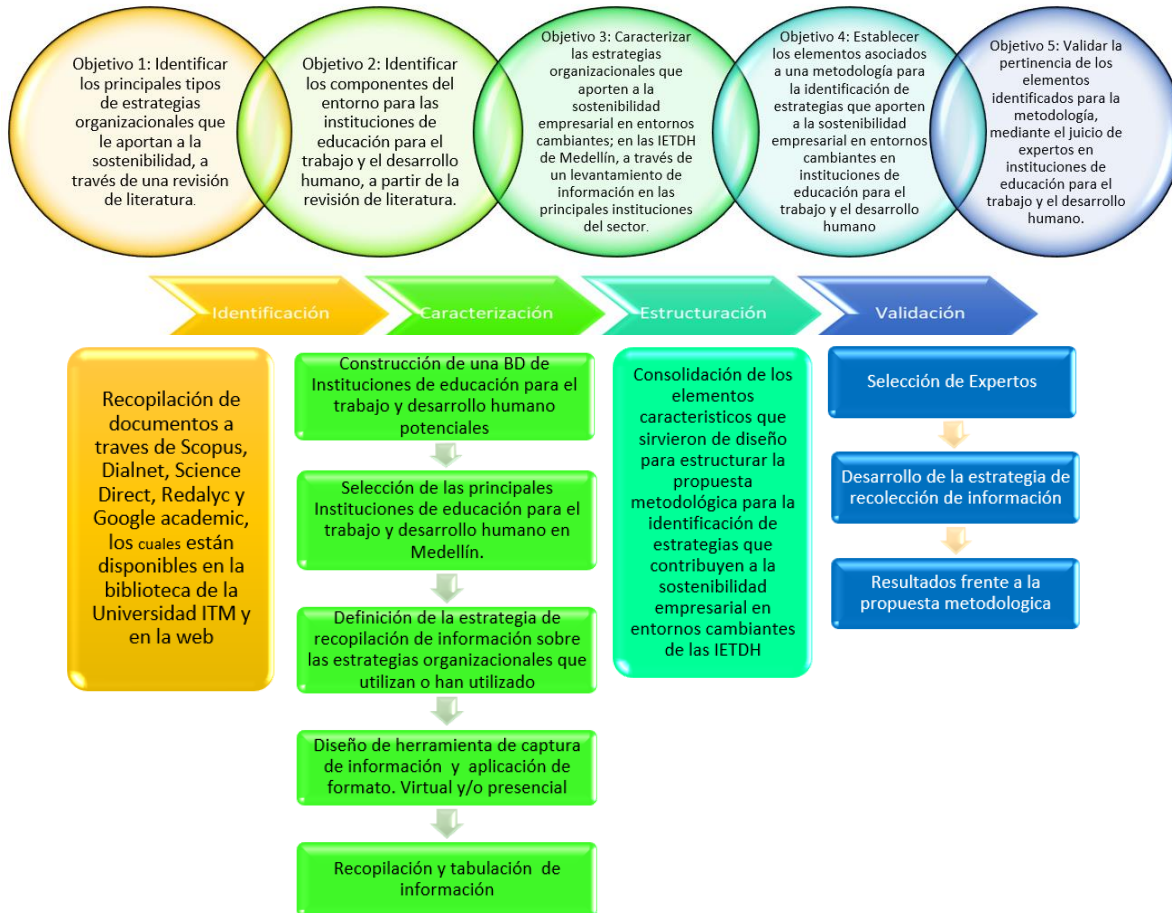 Objetivo 1: Identificar
los principales tipos
de estrategias
organizacionales que
le aportan a la
sostenibilidad, a
través de una revisión
de literatura.
Objetivo 2: Identificar
los componentes del
entorno para las
instituciones de
educación para el
trabajo y el desarrollo
humano, a partir de la
revisión de literatura.
Objetivo 3: Caracterizar
las estrategias
organizacionales que
aporten a la
sostenibilidad
empresarial en entornos
cambiantes; en las IETDH
de Medellín, a través de
un levantamiento de
información en las
principales instituciones
del sector.
Objetivo 4: Establecer
los elementos asociados
a una metodología para
la identificación de
estrategias que aporten
a la sostenibilidad
empresarial en entornos
cambiantes en
instituciones de
educación para el
trabajo y el desarrollo
humano
Objetivo 5: Validar la
pertinencia de los
elementos
identificados para la
metodología,
mediante el juicio de
expertos en
instituciones de
educación para el
trabajo y el desarrollo
humano.
Identificación
Caracterización
Estructuración
Validación
Recopilación de
documentos a
traves de Scopus,
Dialnet, Science
Direct, Redalyc y
Google academic,
los cuales están
disponibles en la
biblioteca de la
Universidad ITM y
en la web
Construcción de una BD de
Instituciones de educación para el
trabajo y desarrollo humano
potenciales
Selección de las principales
Instituciones de educación para el
trabajo y desarrollo humano en
Medellín.
Definición de la estrategia de
recopilación de información sobre
las estrategias organizacionales que
utilizan o han utilizado
Diseño de herramienta de captura
de información y aplicación de
formato. Virtual y/o presencial
Recopilación y tabulación de
información
Consolidación de los
elementos
caracteristicos que
sirvieron de diseño
para estructurar la
propuesta
metodológica para la
identificación de
estrategias que
contribuyen a la
sostenibilidad
empresarial en
entornos cambiantes
de las IETDH
Selección de Expertos
Desarrollo de la estrategia de
recolección de información
Resultados frente a la
propuesta metodologica